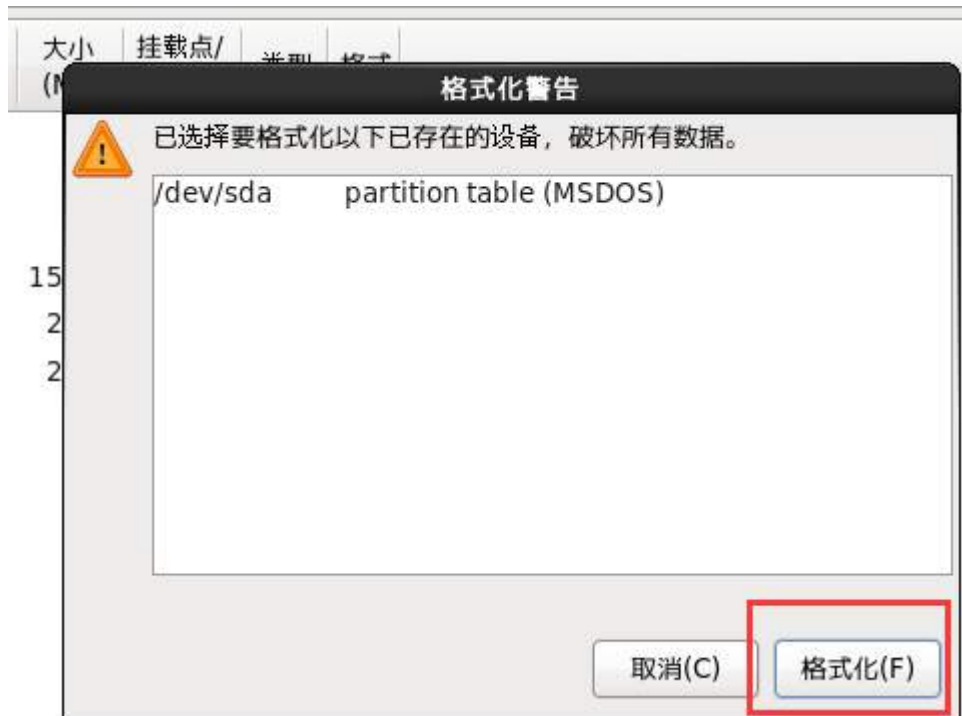 大小 挂载点/
格式化警告
已选择要格式化以下已存在的设备，破坏所有数据。
/dev/sda partition table (MSDOS)
15
2
2
取消(C) 格式化(F)